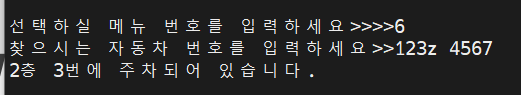 선택하실 메뉴 번호를 입력하세요>>>>6
찾으시는 자동차 번호를 입력하세요>>123z 4567
2층 3번에 주차되어 있습니다.